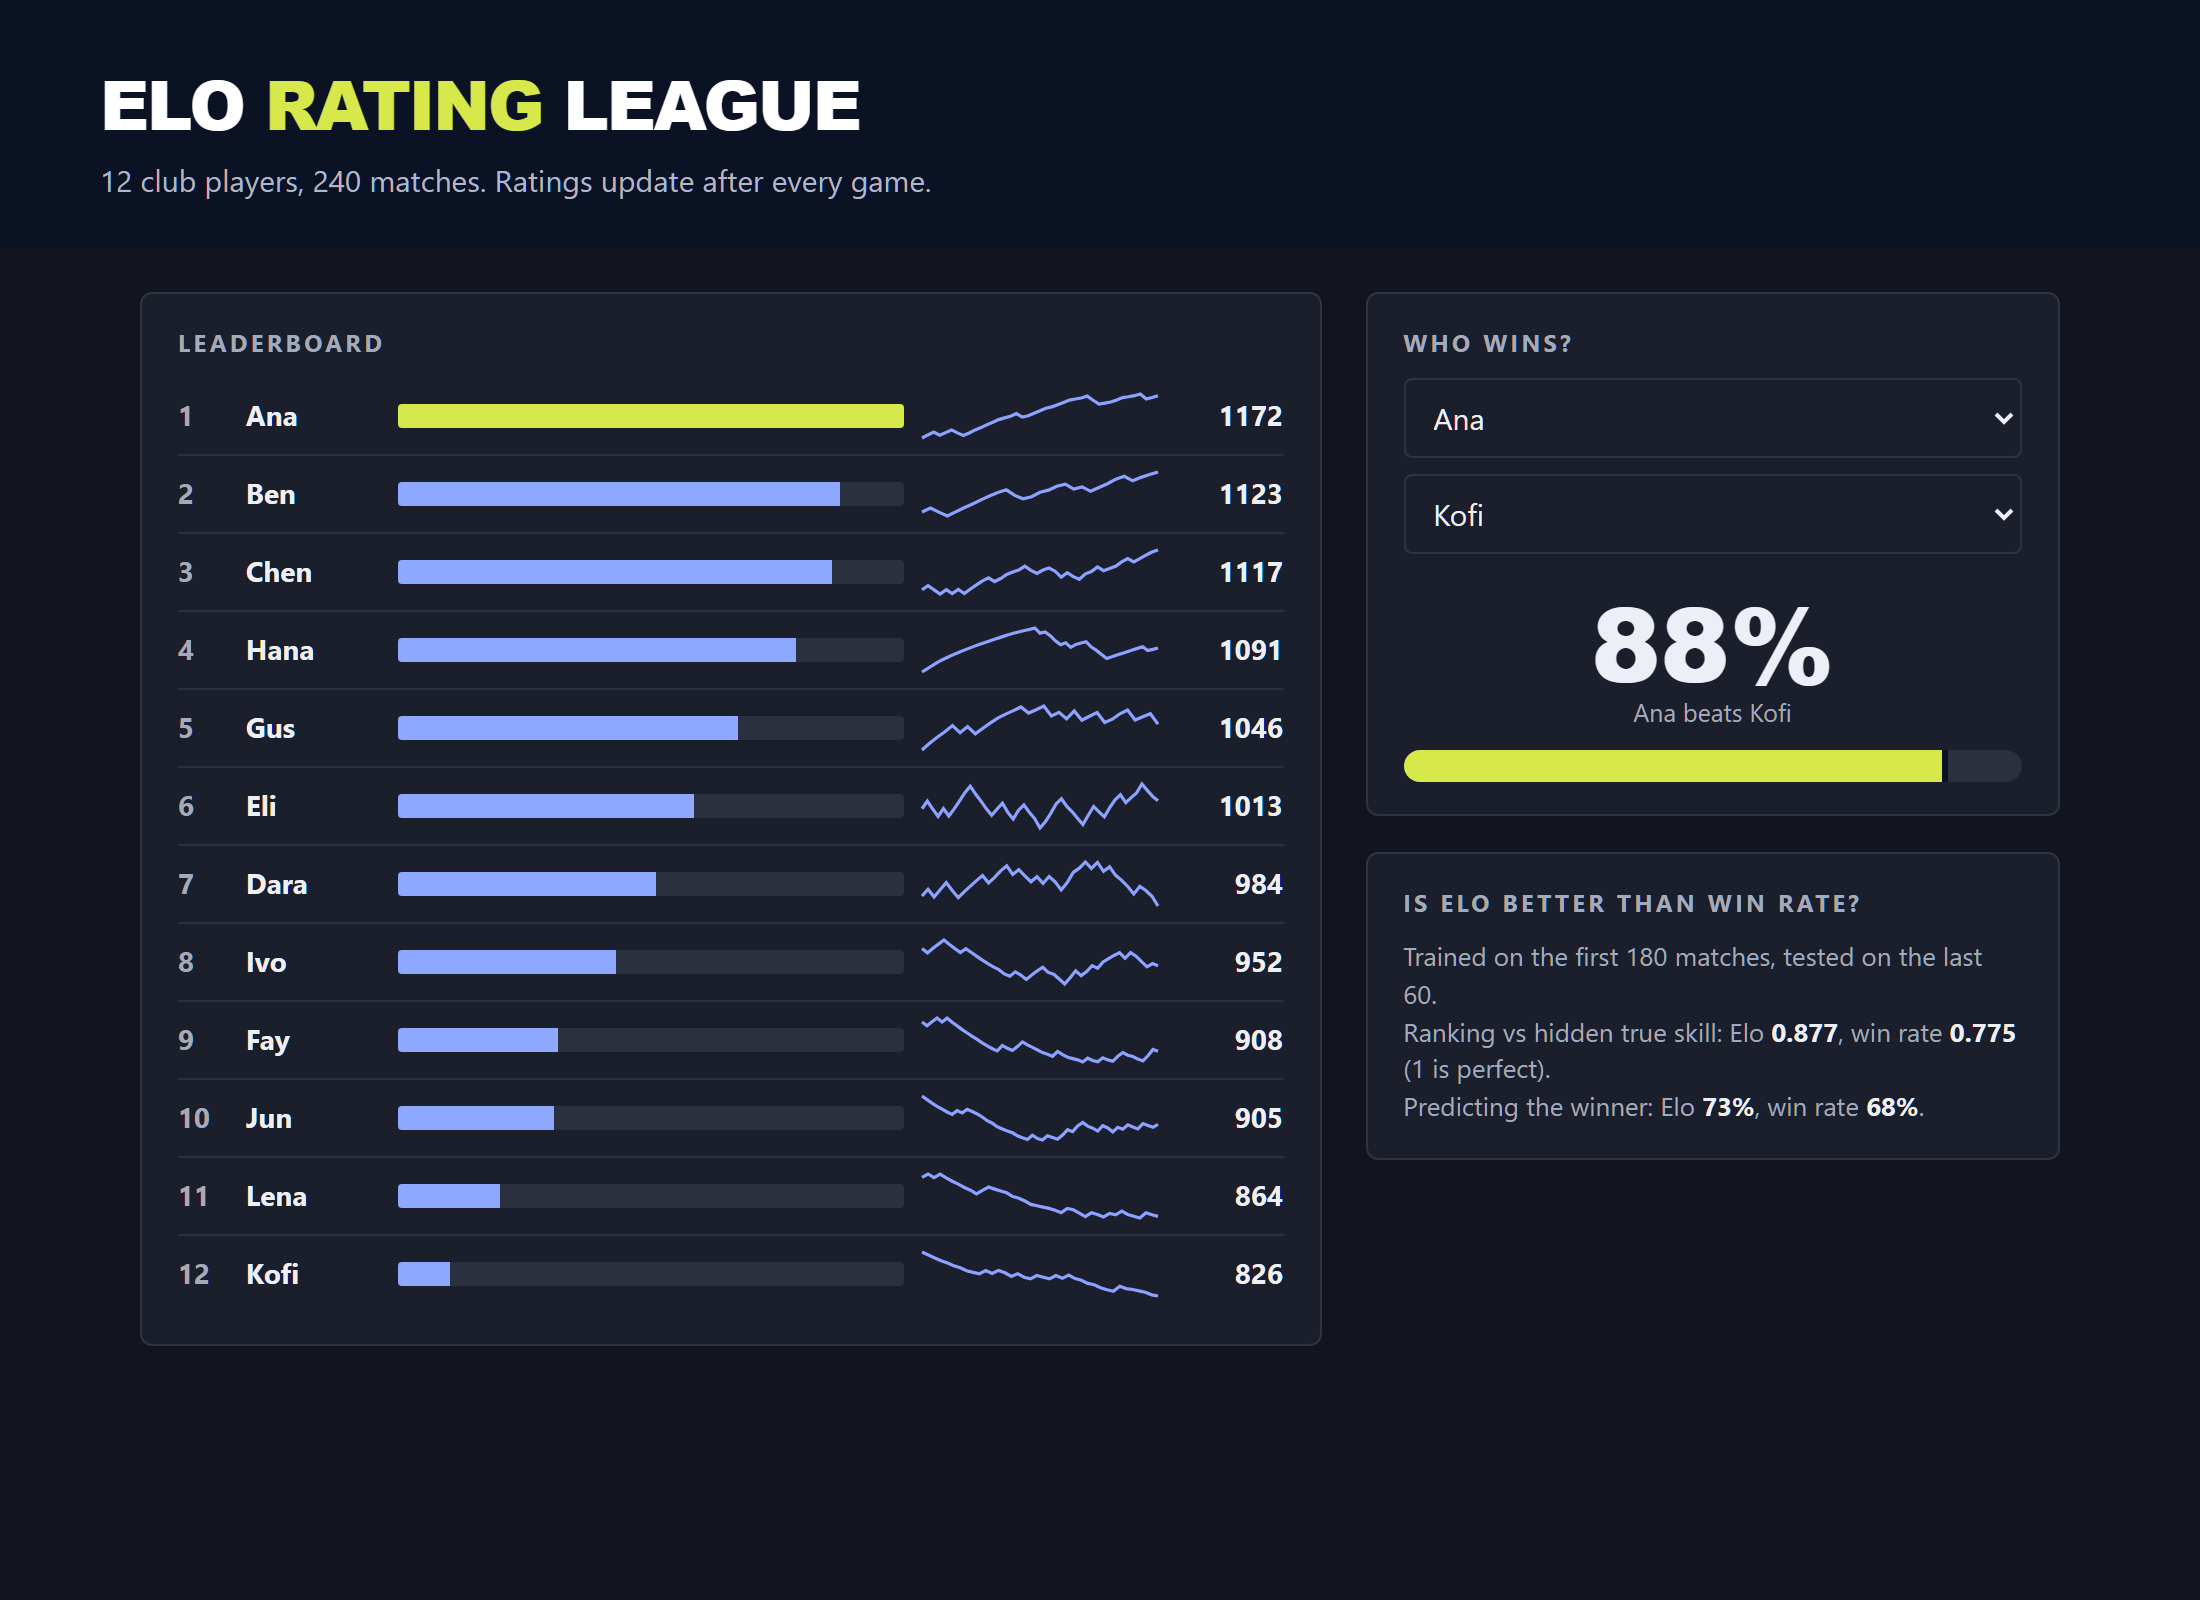 ELO RATING LEAGUE
12 club players, 240 matches. Ratings update after every game.
LEADERBOARD
1 Ana 1172
2 Ben 1123
3 Chen 1117
4 Hana 1091
5 Gus 1046
6 Eli 1013
7 Dara 984
8 Ivo 952
9 Fay 908
10 Jun 905
11 Lena 864
12 Kofi 826
WHO WINS?
Ana
Kofi
88%
Ana beats Kofi
IS ELO BETTER THAN WIN RATE?
Trained on the first 180 matches, tested on the last
60.
Ranking vs hidden true skill: Elo 0.877, win rate 0.775
(1 is perfect).
Predicting the winner: Elo 73%, win rate 68%.